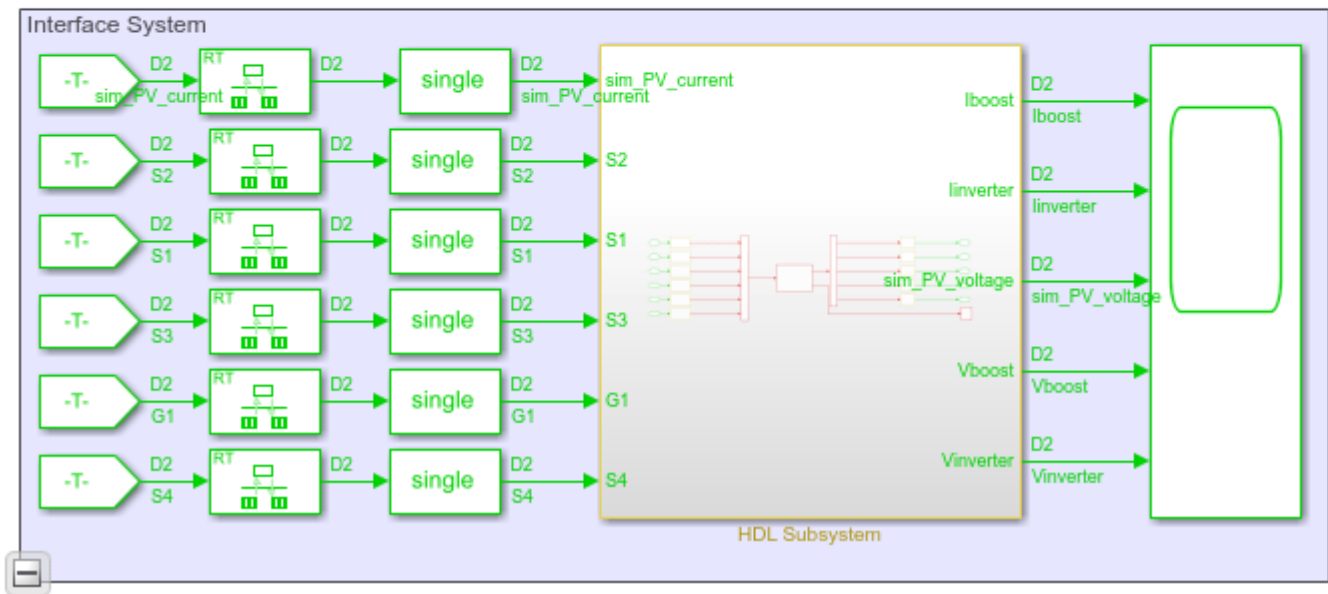 Interface System
-T- D2 sim_PV_current RT D2 single D2 sim_PV_current sim_PV_current
-T- D2 S2 RT D2 single D2 S2 S2
-T- D2 S1 RT D2 single D2 S1 S1
-T- D2 S3 RT D2 single D2 S3 S3
-T- D2 G1 RT D2 single D2 G1 G1
-T- D2 S4 RT D2 single D2 S4 S4
Iboost D2 Iboost
Iinverter D2 Iinverter
sim_PV_voltage D2 sim_PV_voltage
Vboost D2 Vboost
Vinverter D2 Vinverter
HDL Subsystem